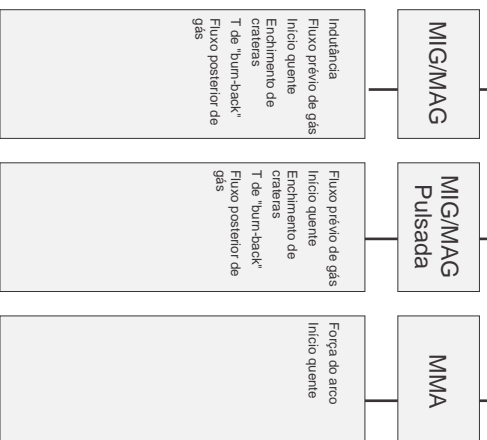 MIG/MAG
Indutância
Fluxo prévio de gás
Início quente
Enchimento de
crateras
T de "burn-back"
Fluxo posterior de
gás
MIG/MAG
Pulsada
Fluxo prévio de gás
Início quente
Enchimento de
crateras
T de "burn-back"
Fluxo posterior de
gás
MMA
Força do arco
Início quente